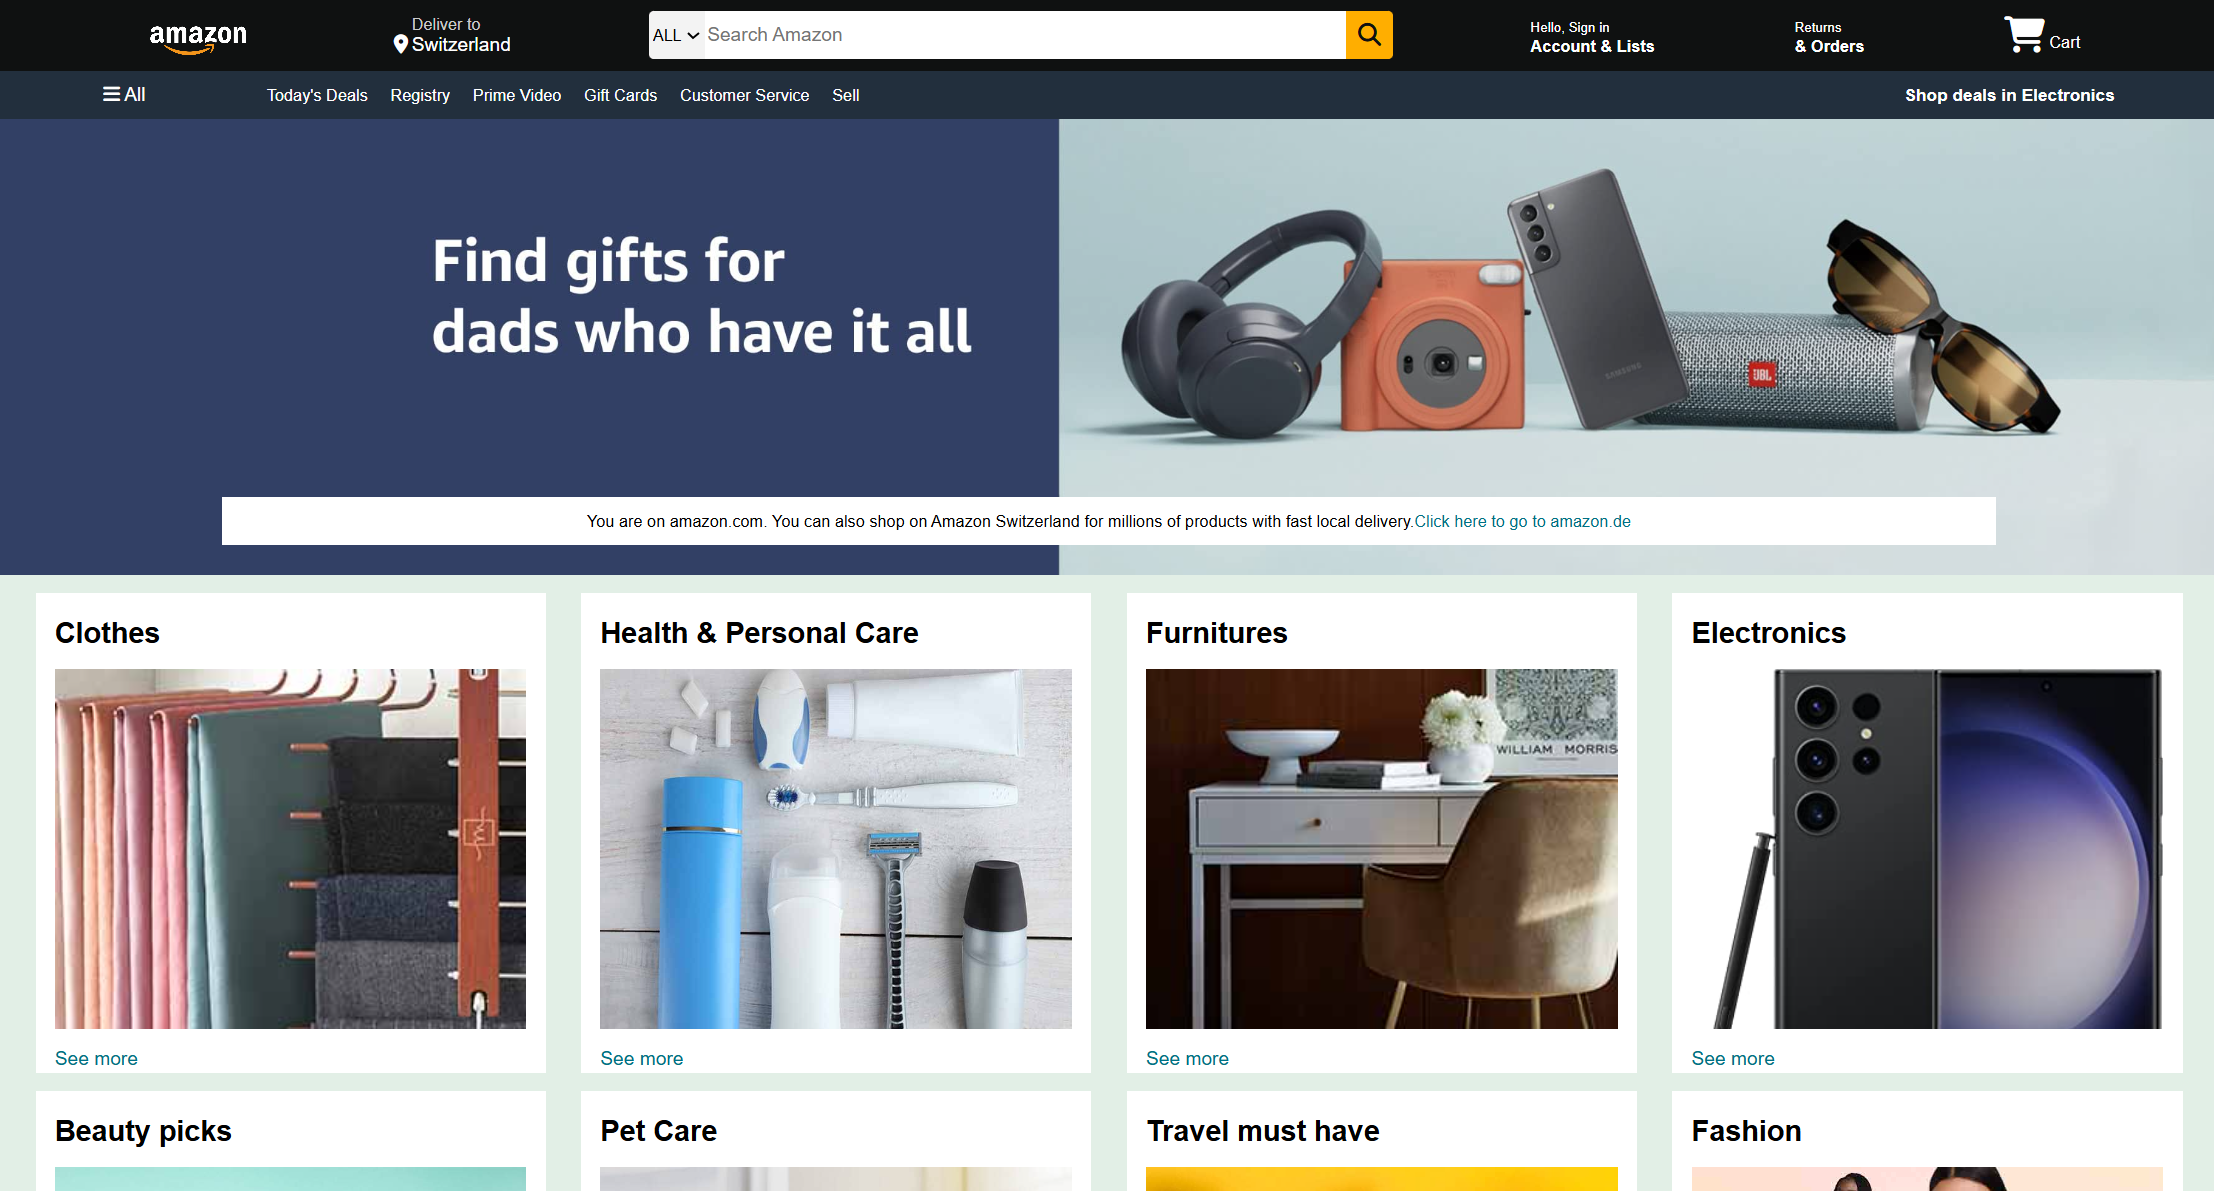 amazon
Deliver to
Switzerland
ALL
Search Amazon
Hello, Sign in
Account & Lists
Returns
& Orders
Cart
All
Today's Deals
Registry
Prime Video
Gift Cards
Customer Service
Sell
Shop deals in Electronics
Find gifts for
dads who have it all
SAMSUNG
JBL
You are on amazon.com. You can also shop on Amazon Switzerland for millions of products with fast local delivery.Click here to go to amazon.de
Clothes
Health & Personal Care
Furnitures
Electronics
WILLIAM MORRIS
See more
See more
See more
See more
Beauty picks
Pet Care
Travel must have
Fashion